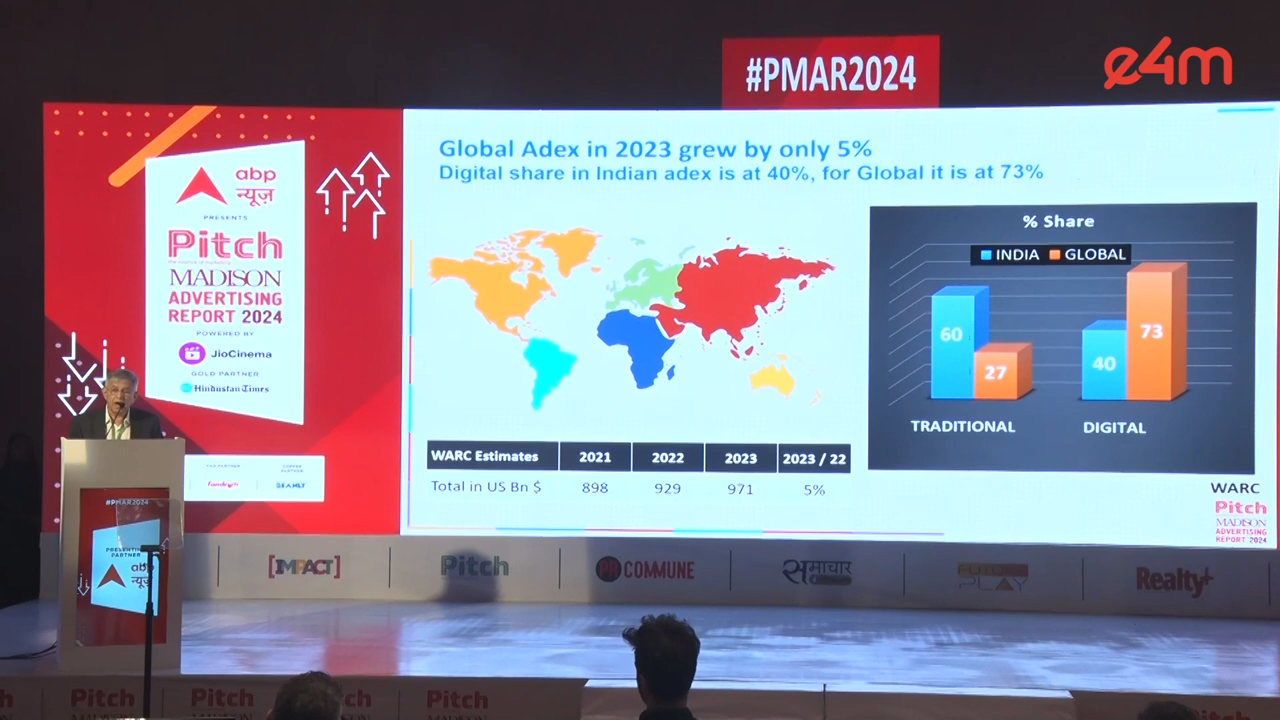 #PMAR2024
e4m
Global Adex in 2023 grew by only 5%
Digital share in Indian adex is at 40%, for Global it is at 73%
abp
न्यूज़
PRESENTS
Pitch
MADISON
ADVERTISING
REPORT 2024
POWERED BY
JioCinema
GOLD PARTNER
Hindustan Times
% Share
INDIA GLOBAL
60 27 40 73
TRADITIONAL DIGITAL
WARC Estimates 2021 2022 2023 2023 / 22
Total in US Bn $ 898 929 971 5%
WARC
Pitch
MADISON
ADVERTISING
REPORT 2024
#PMAR2024
PARTNER
abp
न्यूज़
[IMPACT] Pitch PR COMMUNE समाचार PLAY Realty+
Pitch Pitch Pitch